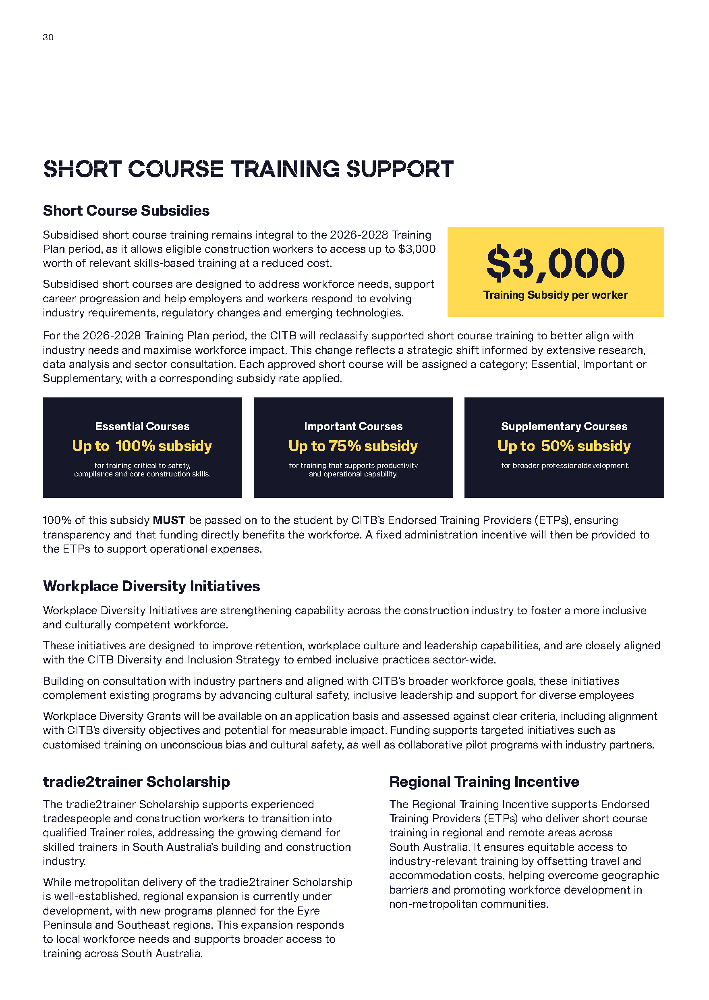 30
SHORT COURSE TRAINING SUPPORT
Short Course Subsidies
Subsidised short course training remains integral to the 2026-2028 Training
Plan period, as it allows eligible construction workers to access up to $3,000
worth of relevant skills-based training at a reduced cost.
Subsidised short courses are designed to address workforce needs, support
career progression and help employers and workers respond to evolving
industry requirements, regulatory changes and emerging technologies.
$3,000
Training Subsidy per worker
For the 2026-2028 Training Plan period, the CITB will reclassify supported short course training to better align with
industry needs and maximise workforce impact. This change reflects a strategic shift informed by extensive research,
data analysis and sector consultation. Each approved short course will be assigned a category; Essential, Important or
Supplementary, with a corresponding subsidy rate applied.
Essential Courses
Up to 100% subsidy
for training critical to safety,
compliance and core construction skills.
Important Courses
Up to 75% subsidy
for training that supports productivity
and operational capability.
Supplementary Courses
Up to 50% subsidy
for broader professionaldevelopment.
100% of this subsidy MUST be passed on to the student by CITB’s Endorsed Training Providers (ETPs), ensuring
transparency and that funding directly benefits the workforce. A fixed administration incentive will then be provided to
the ETPs to support operational expenses.
Workplace Diversity Initiatives
Workplace Diversity Initiatives are strengthening capability across the construction industry to foster a more inclusive
and culturally competent workforce.
These initiatives are designed to improve retention, workplace culture and leadership capabilities, and are closely aligned
with the CITB Diversity and Inclusion Strategy to embed inclusive practices sector-wide.
Building on consultation with industry partners and aligned with CITB’s broader workforce goals, these initiatives
complement existing programs by advancing cultural safety, inclusive leadership and support for diverse employees
Workplace Diversity Grants will be available on an application basis and assessed against clear criteria, including alignment
with CITB’s diversity objectives and potential for measurable impact. Funding supports targeted initiatives such as
customised training on unconscious bias and cultural safety, as well as collaborative pilot programs with industry partners.
tradie2trainer Scholarship
The tradie2trainer Scholarship supports experienced
tradespeople and construction workers to transition into
qualified Trainer roles, addressing the growing demand for
skilled trainers in South Australia’s building and construction
industry.
While metropolitan delivery of the tradie2trainer Scholarship
is well-established, regional expansion is currently under
development, with new programs planned for the Eyre
Peninsula and Southeast regions. This expansion responds
to local workforce needs and supports broader access to
training across South Australia.
Regional Training Incentive
The Regional Training Incentive supports Endorsed
Training Providers (ETPs) who deliver short course
training in regional and remote areas across
South Australia. It ensures equitable access to
industry-relevant training by offsetting travel and
accommodation costs, helping overcome geographic
barriers and promoting workforce development in
non-metropolitan communities.